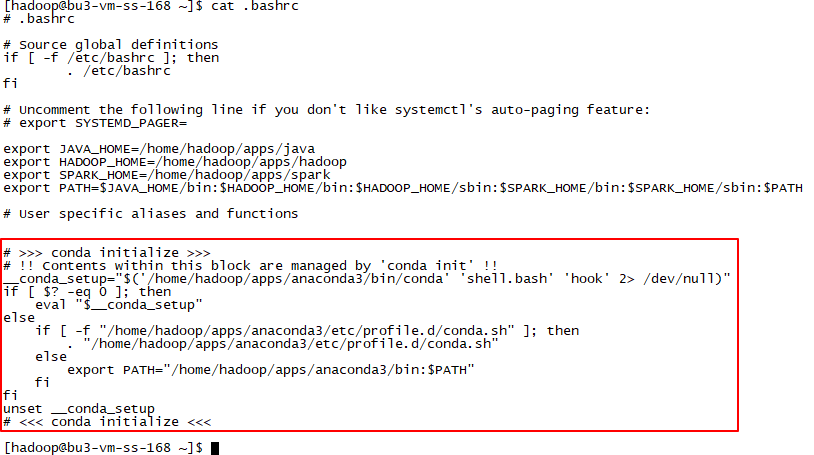 [hadoop@bu3-vm-ss-168 ~]$ cat .bashrc
# .bashrc

# Source global definitions
if [ -f /etc/bashrc ]; then
        . /etc/bashrc
fi

# Uncomment the following line if you don't like systemctl's auto-paging feature:
# export SYSTEMD_PAGER=

export JAVA_HOME=/home/hadoop/apps/java
export HADOOP_HOME=/home/hadoop/apps/hadoop
export SPARK_HOME=/home/hadoop/apps/spark
export PATH=$JAVA_HOME/bin:$HADOOP_HOME/bin:$HADOOP_HOME/sbin:$SPARK_HOME/bin:$SPARK_HOME/sbin:$PATH

# User specific aliases and functions

# >>> conda initialize >>>
# !! Contents within this block are managed by 'conda init' !!
__conda_setup="$('/home/hadoop/apps/anaconda3/bin/conda' 'shell.bash' 'hook' 2> /dev/null)"
if [ $? -eq 0 ]; then
    eval "$__conda_setup"
else
    if [ -f "/home/hadoop/apps/anaconda3/etc/profile.d/conda.sh" ]; then
        . "/home/hadoop/apps/anaconda3/etc/profile.d/conda.sh"
    else
        export PATH="/home/hadoop/apps/anaconda3/bin:$PATH"
    fi
fi
unset __conda_setup
# <<< conda initialize <<<

[hadoop@bu3-vm-ss-168 ~]$